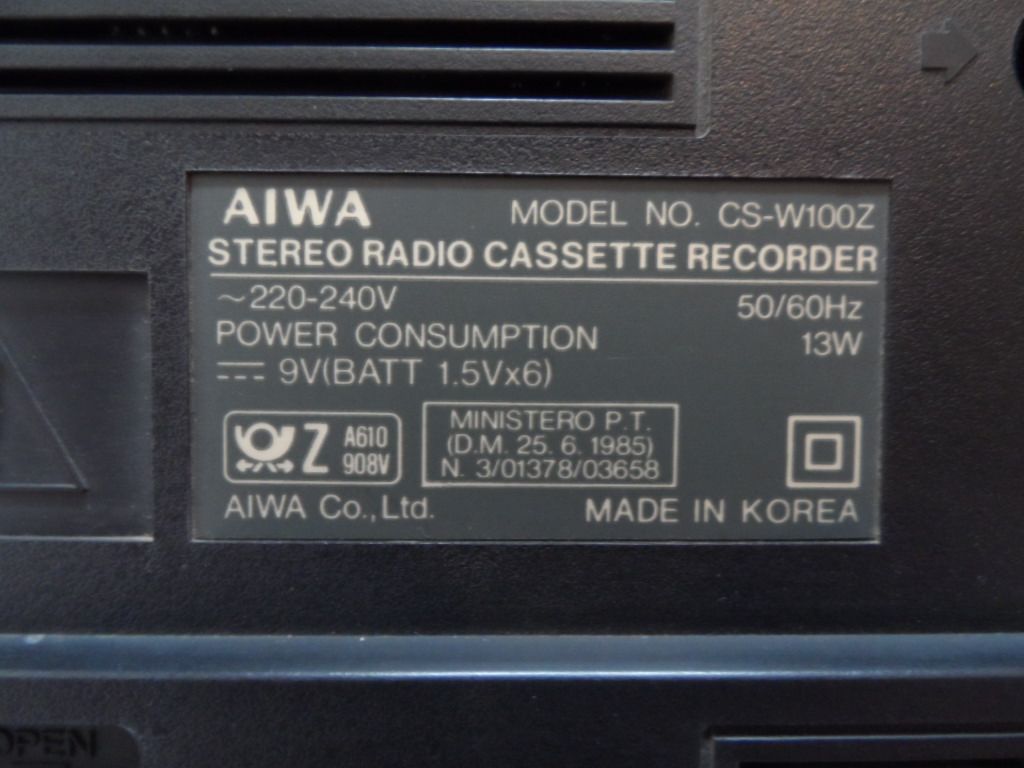 AIWA MODEL NO. CS-W100Z
STEREO RADIO CASSETTE RECORDER
~220-240V 50/60Hz
POWER CONSUMPTION 13W
⎓ 9V(BATT 1.5Vx6)
Z A610 908V
MINISTERO P.T.
(D.M. 25. 6. 1985)
N. 3/01378/03658
AIWA Co.,Ltd. MADE IN KOREA
OPEN